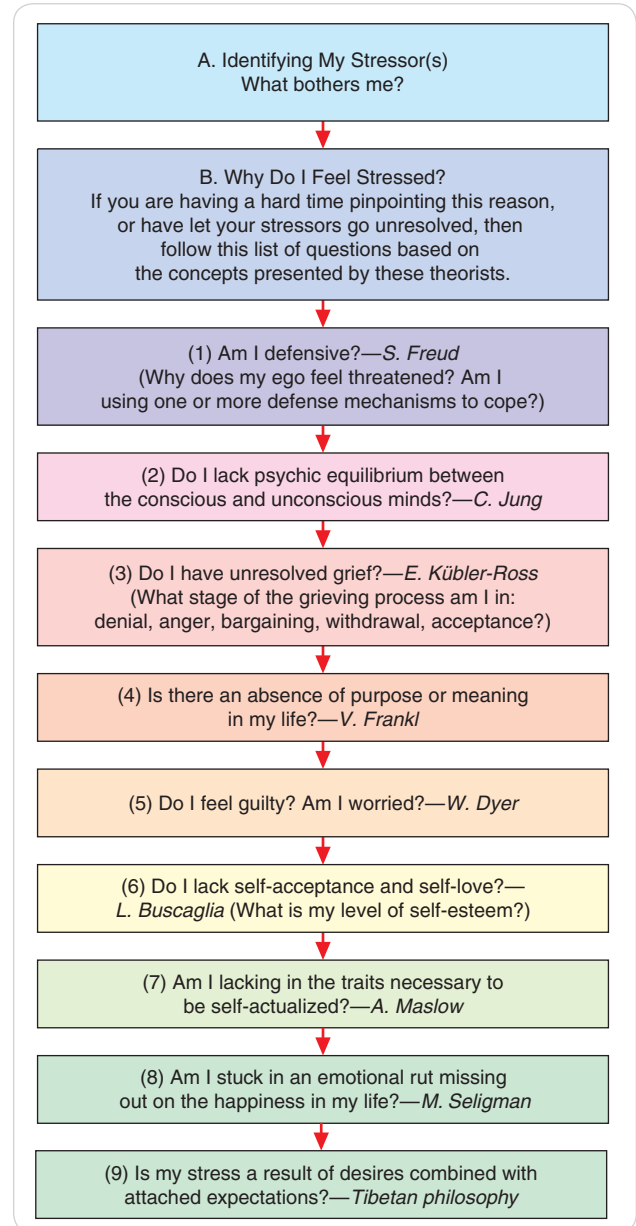 A. Identifying My Stressor(s)
What bothers me?
B. Why Do I Feel Stressed?
If you are having a hard time pinpointing this reason,
or have let your stressors go unresolved, then
follow this list of questions based on
the concepts presented by these theorists.
(1) Am I defensive?—S. Freud
(Why does my ego feel threatened? Am I
using one or more defense mechanisms to cope?)
(2) Do I lack psychic equilibrium between
the conscious and unconscious minds?—C. Jung
(3) Do I have unresolved grief?—E. Kübler-Ross
(What stage of the grieving process am I in:
denial, anger, bargaining, withdrawal, acceptance?)
(4) Is there an absence of purpose or meaning
in my life?—V. Frankl
(5) Do I feel guilty? Am I worried?—W. Dyer
(6) Do I lack self-acceptance and self-love?—
L. Buscaglia (What is my level of self-esteem?)
(7) Am I lacking in the traits necessary to
be self-actualized?—A. Maslow
(8) Am I stuck in an emotional rut missing
out on the happiness in my life?—M. Seligman
(9) Is my stress a result of desires combined with
attached expectations?—Tibetan philosophy